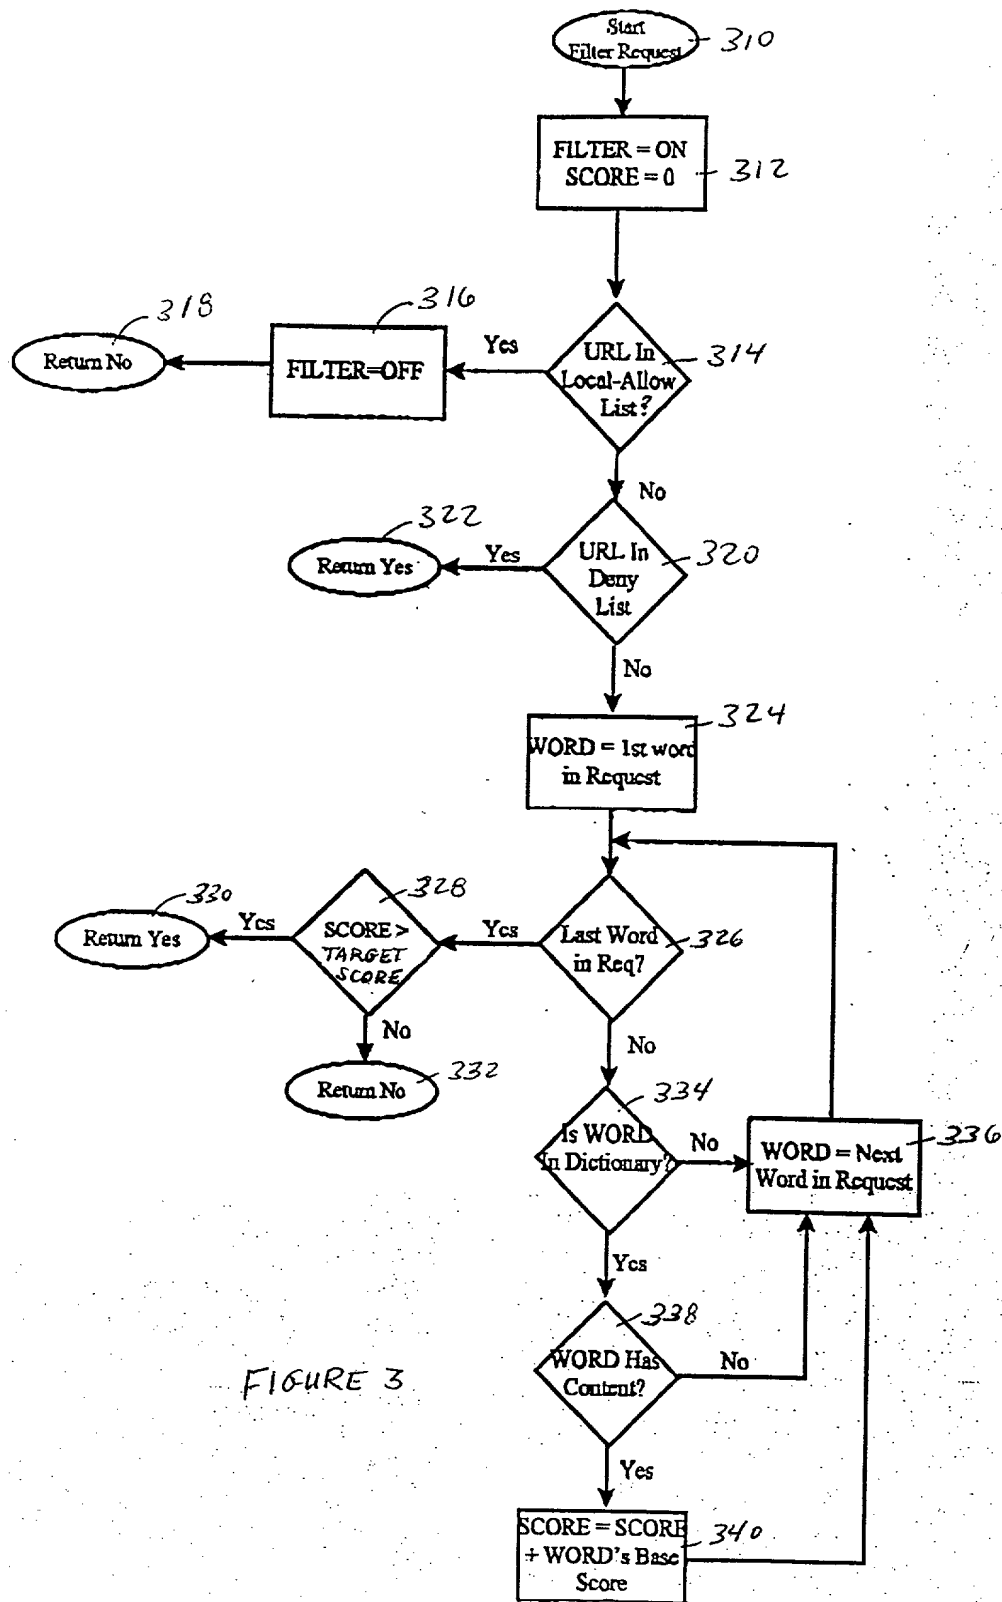 Start
Filter Request
310
FILTER = ON
SCORE = 0
312
318
Return No
316
FILTER=OFF
Yes
URL In
Local-Allow
List?
314
No
322
Return Yes
Yes
URL In
Deny
List
320
No
324
WORD = 1st word
in Request
330
Return Yes
Yes
328
SCORE >
TARGET
SCORE
Yes
Last Word
in Req?
326
No
Return No
332
No
334
Is WORD
In Dictionary?
No
336
WORD = Next
Word in Request
Yes
338
WORD Has
Content?
No
FIGURE 3
Yes
SCORE = SCORE
+ WORD's Base
Score
340